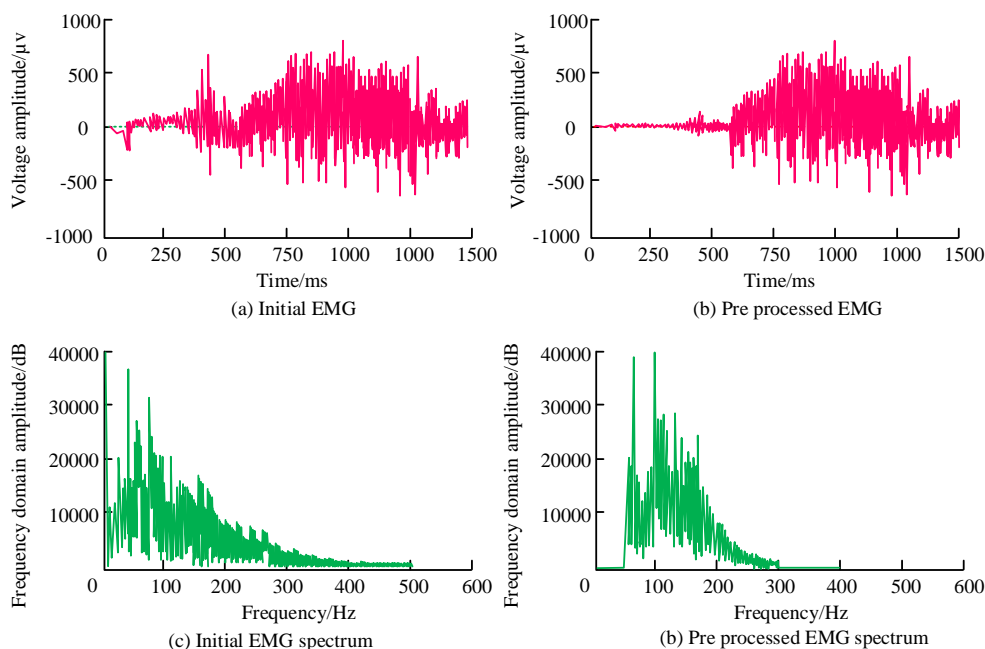 Voltage amplitude/μv
1000
500
0
-500
-1000
0 250 500 750 1000 1000 1500
Time/ms
(a) Initial EMG
Voltage amplitude/μv
1000
500
0
-500
-1000
0 250 500 750 1000 1000 1500
Time/ms
(b) Pre processed EMG
Frequency domain amplitude/dB
40000
30000
20000
10000
0 100 200 300 400 500 600
Frequency/Hz
(c) Initial EMG spectrum
Frequency domain amplitude/dB
40000
30000
20000
10000
0
0 100 200 300 400 500 600
Frequency/Hz
(b) Pre processed EMG spectrum